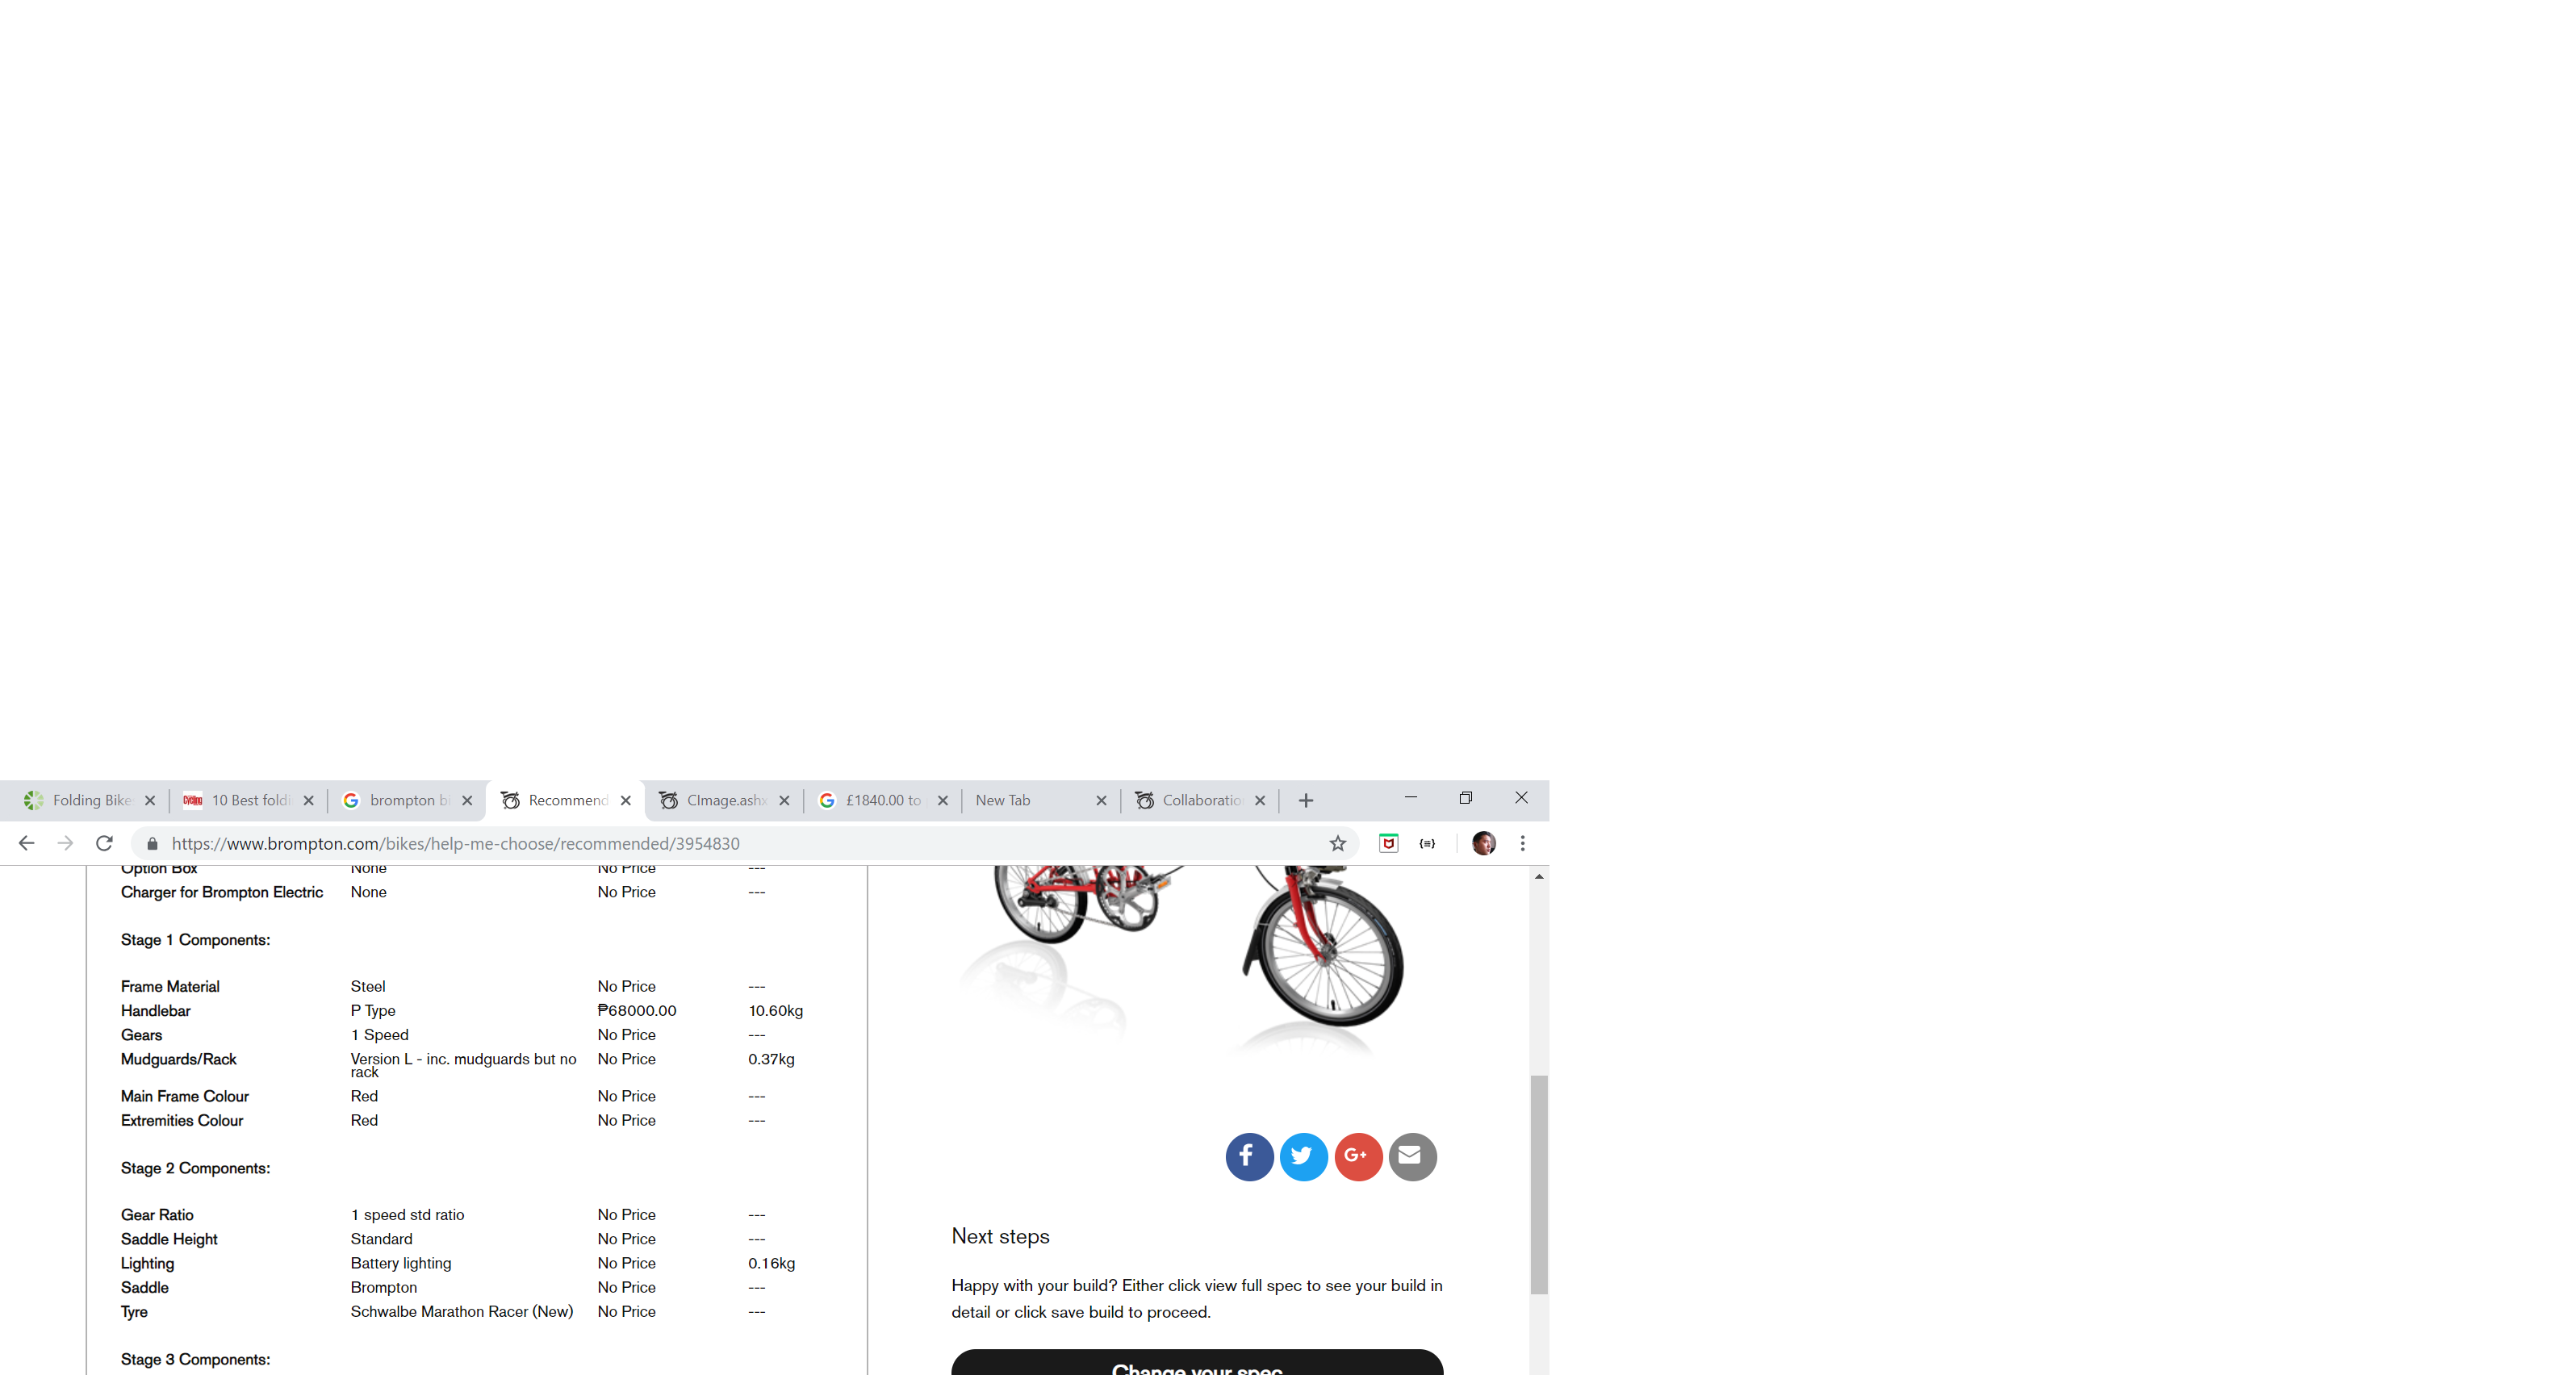 Folding Bike 10 Best foldi brompton bi Recommend CImage.ashx £1840.00 to New Tab Collaboratio
https://www.brompton.com/bikes/help-me-choose/recommended/3954830
Option Box None No Price ---
Charger for Brompton Electric None No Price ---
Stage 1 Components:
Frame Material Steel No Price ---
Handlebar P Type ₱68000.00 10.60kg
Gears 1 Speed No Price ---
Mudguards/Rack Version L - inc. mudguards but no No Price 0.37kg
rack
Main Frame Colour Red No Price ---
Extremities Colour Red No Price ---
Stage 2 Components:
Gear Ratio 1 speed std ratio No Price ---
Saddle Height Standard No Price ---
Lighting Battery lighting No Price 0.16kg
Saddle Brompton No Price ---
Tyre Schwalbe Marathon Racer (New) No Price ---
Stage 3 Components:
Next steps
Happy with your build? Either click view full spec to see your build in
detail or click save build to proceed.
Change your spec